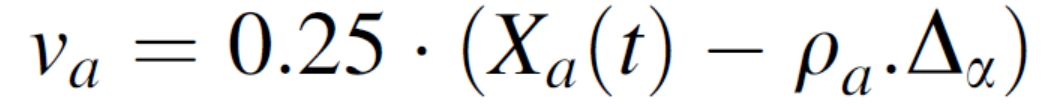 v_a = 0.25 · (X_a(t) − ρ_a.Δ_α)